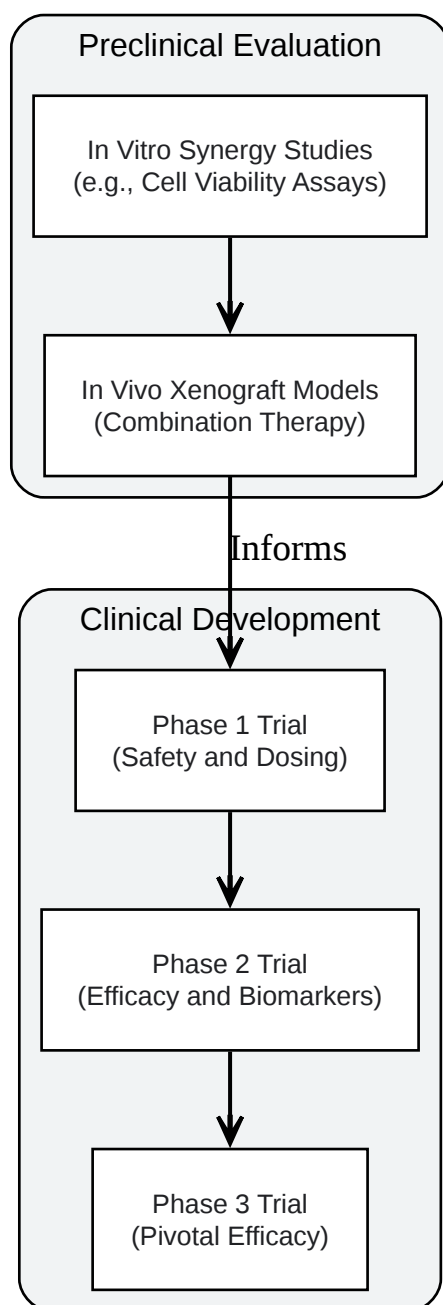 Preclinical Evaluation
In Vitro Synergy Studies
(e.g., Cell Viability Assays)
In Vivo Xenograft Models
(Combination Therapy)
Informs
Clinical Development
Phase 1 Trial
(Safety and Dosing)
Phase 2 Trial
(Efficacy and Biomarkers)
Phase 3 Trial
(Pivotal Efficacy)